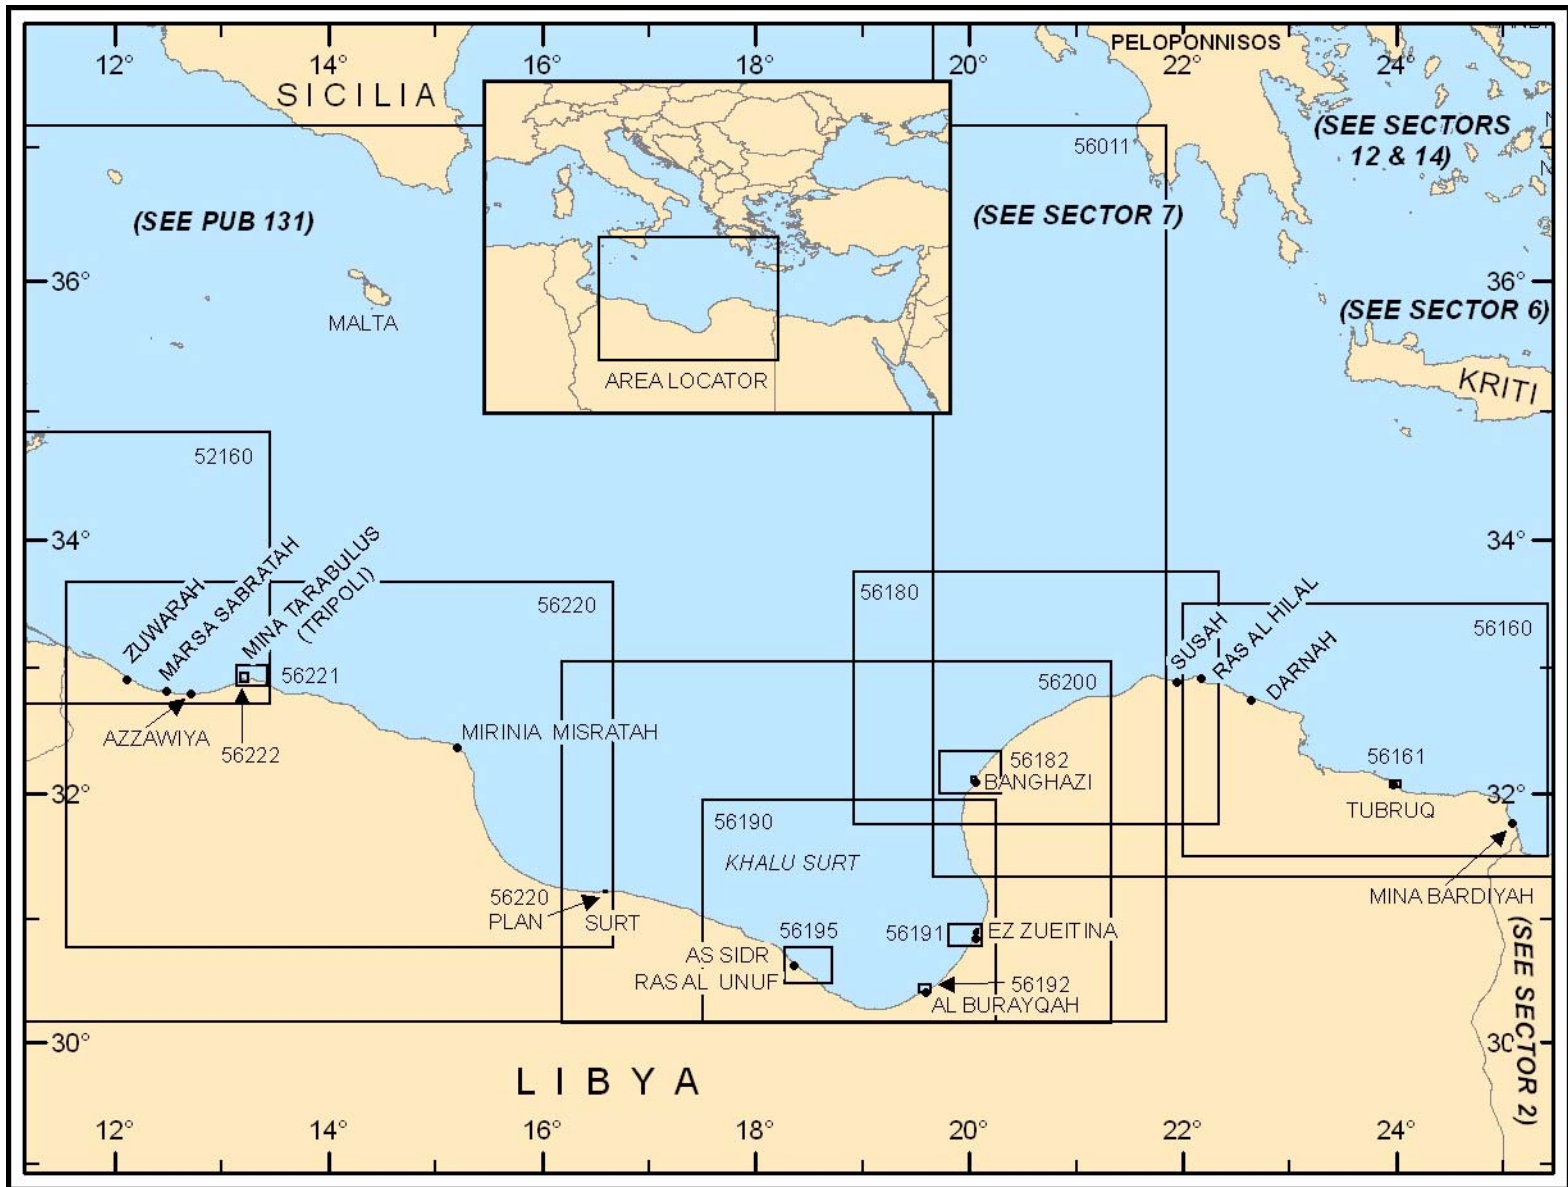 PELOPONNISOS
12° 14° 16° 18° 20° 22° 24°
SICILIA
(SEE SECTORS
12 & 14)
56011
(SEE PUB 131)
(SEE SECTOR 7)
36° 36°
MALTA
(SEE SECTOR 6)
AREA LOCATOR
KRITI
52160
34° 34°
ZUWARAH
MARSA SABRATAH
MINA TARABULUS
(TRIPOLI)
56220
56180
SUSAH
RAS AL HILAL
DARNAH
56160
56221
56200
AZZAWIYA
56222
MIRINIA MISRATAH
56182
BANGHAZI
56161
32° 32°
TUBRUQ
56190
KHALU SURT
56220
PLAN
SURT
MINA BARDIYAH
56195
56191
EZ ZUEITINA
AS SIDR
RAS AL UNUF
56192
AL BURAYQAH
30° 30°
(SEE SECTOR 2)
LIBYA
12° 14° 16° 18° 20° 22° 24°